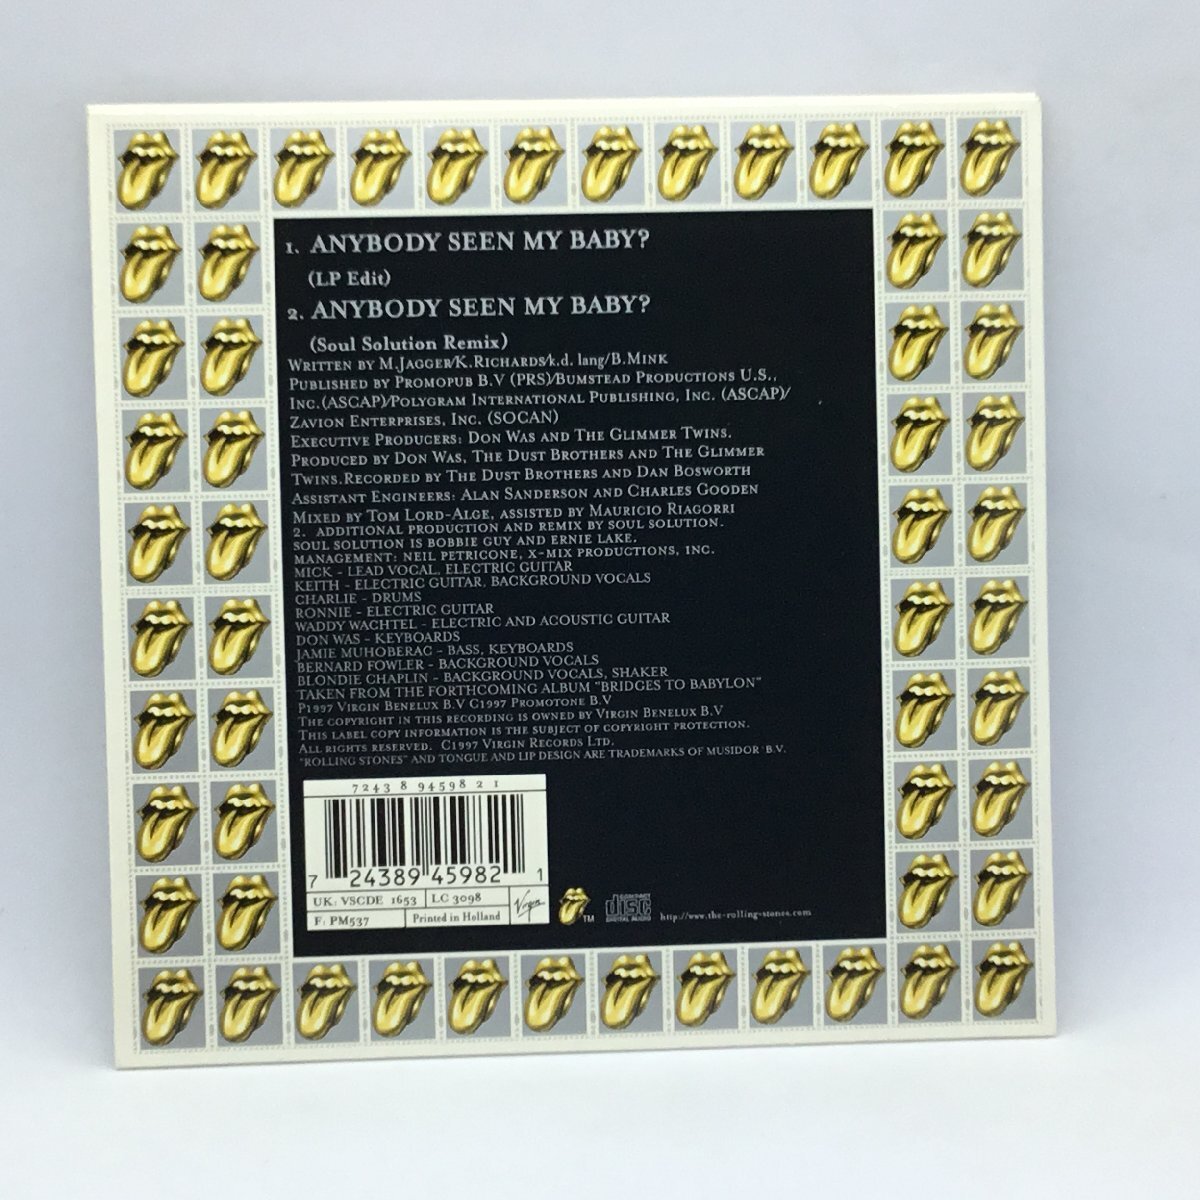 1. ANYBODY SEEN MY BABY?
(LP Edit)
2. ANYBODY SEEN MY BABY?
(Soul Solution Remix)
WRITTEN BY M.JAGGER/K.RICHARDS/k.d. lang/B.MINK
PUBLISHED BY PROMOPUB B.V (PRS)/BUMSTEAD PRODUCTIONS U.S.,
INC.(ASCAP)/POLYGRAM INTERNATIONAL PUBLISHING, INC. (ASCAP)/
ZAVION ENTERPRISES, INC. (SOCAN)
EXECUTIVE PRODUCERS: DON WAS AND THE GLIMMER TWINS.
PRODUCED BY DON WAS, THE DUST BROTHERS AND THE GLIMMER
TWINS.RECORDED BY THE DUST BROTHERS AND DAN BOSWORTH
ASSISTANT ENGINEERS: ALAN SANDERSON AND CHARLES GOODEN
MIXED BY TOM LORD-ALGE, ASSISTED BY MAURICIO RIAGORRI
2. ADDITIONAL PRODUCTION AND REMIX BY SOUL SOLUTION.
SOUL SOLUTION IS BOBBIE GUY AND ERNIE LAKE.
MANAGEMENT: NEIL PETRICONE, X-MIX PRODUCTIONS, INC.
MICK - LEAD VOCAL, ELECTRIC GUITAR
KEITH - ELECTRIC GUITAR, BACKGROUND VOCALS
CHARLIE - DRUMS
RONNIE - ELECTRIC GUITAR
WADDY WACHTEL - ELECTRIC AND ACOUSTIC GUITAR
DON WAS - KEYBOARDS
JAMIE MUHOBERAC - BASS, KEYBOARDS
BERNARD FOWLER - BACKGROUND VOCALS
BLONDIE CHAPLIN - BACKGROUND VOCALS, SHAKER
TAKEN FROM THE FORTHCOMING ALBUM "BRIDGES TO BABYLON"
P1997 VIRGIN BENELUX B.V C1997 PROMOTONE B.V
THE COPYRIGHT IN THIS RECORDING IS OWNED BY VIRGIN BENELUX B.V
THIS LABEL COPY INFORMATION IS THE SUBJECT OF COPYRIGHT PROTECTION.
ALL RIGHTS RESERVED. C1997 VIRGIN RECORDS LTD.
"ROLLING STONES" AND TONGUE AND LIP DESIGN ARE TRADEMARKS OF MUSIDOR B.V.
72438 94598 2 1
7 24389 45982 1
UK: VSCDE 1653 LC 3098
F: PM537 Printed in Holland Virgin
TM COMPACT disc DIGITAL AUDIO http://www.the-rolling-stones.com